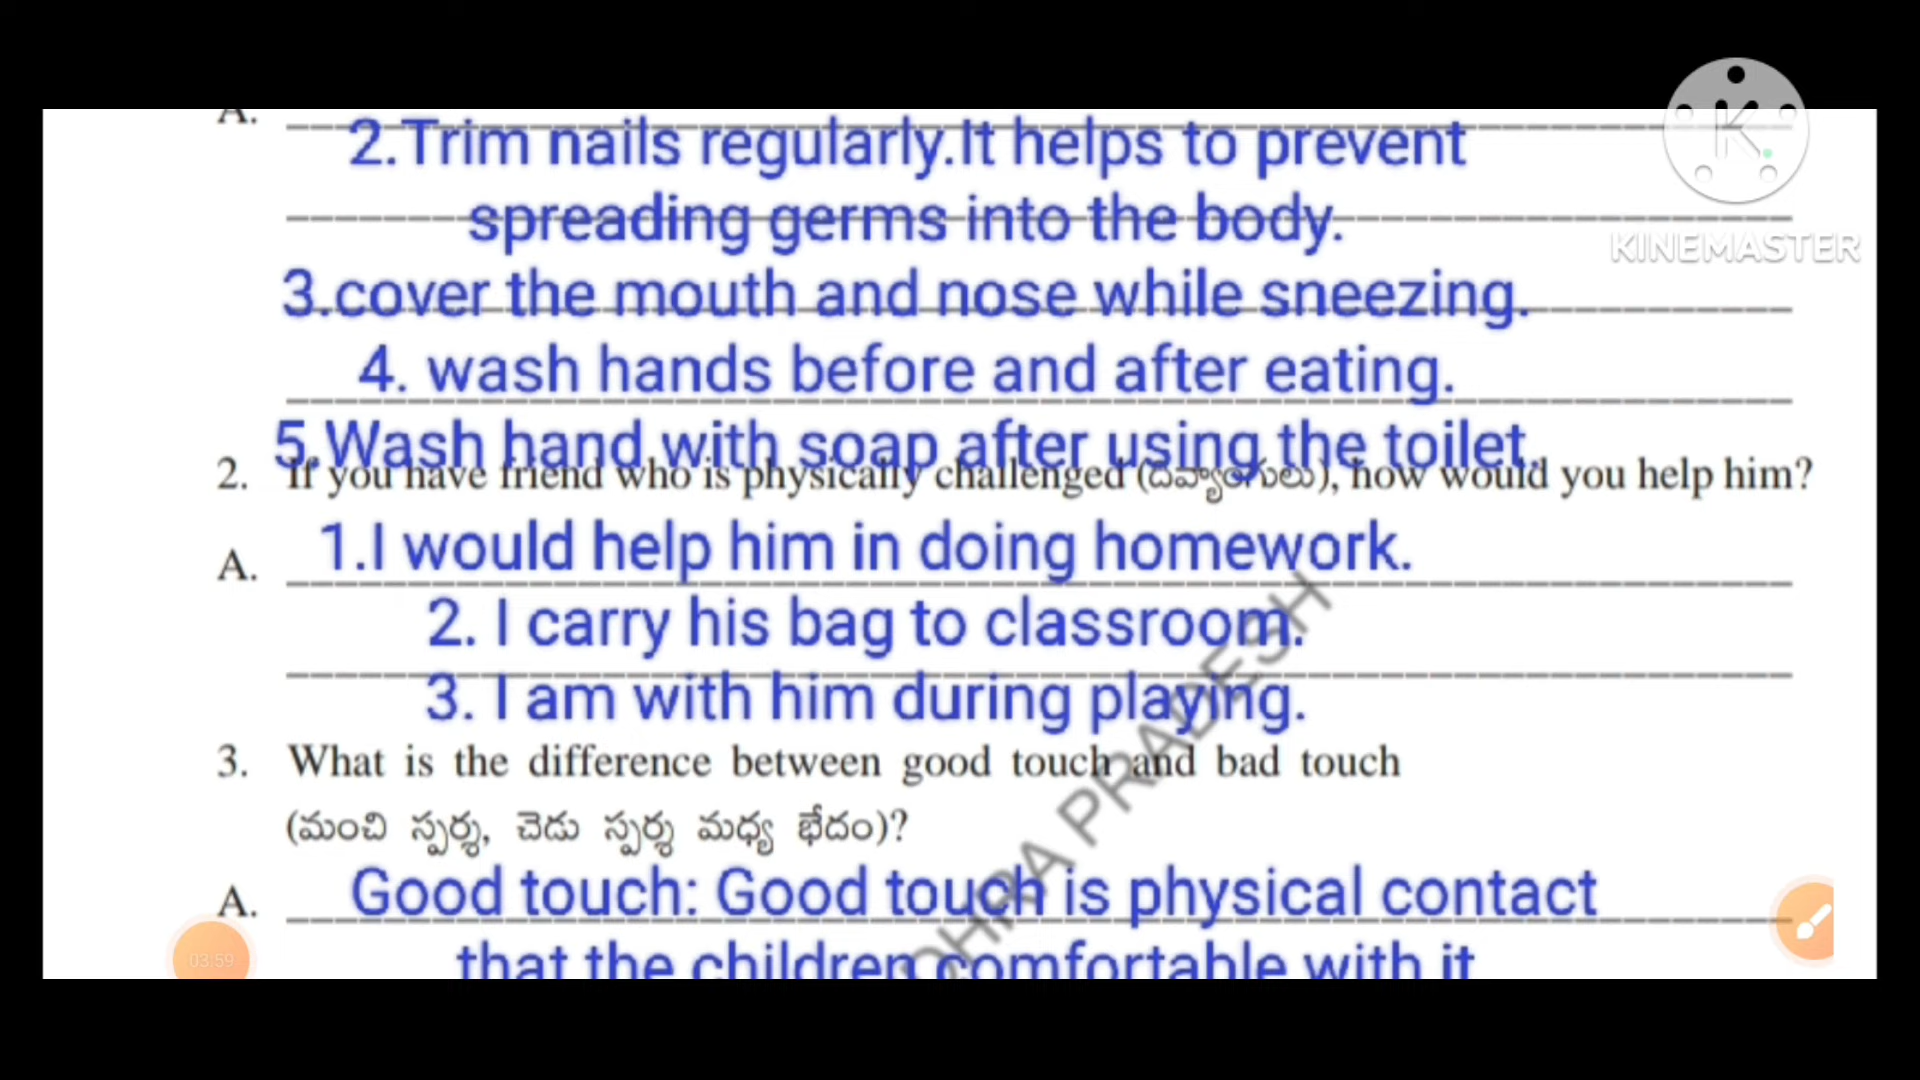 A.
2.Trim nails regularly.It helps to prevent
spreading germs into the body.
3.cover the mouth and nose while sneezing.
4. wash hands before and after eating.
5.Wash hand with soap after using the toilet.
2. If you have friend who is physically challenged (దివ్యాంగులు), how would you help him?
A. 1.I would help him in doing homework.
2. I carry his bag to classroom.
3. I am with him during playing.
3. What is the difference between good touch and bad touch
(మంచి స్పర్శ, చెడు స్పర్శ మధ్య భేదం)?
A. Good touch: Good touch is physical contact
that the children comfortable with it
DHRA PRADESH
03:59
K
KINEMASTER